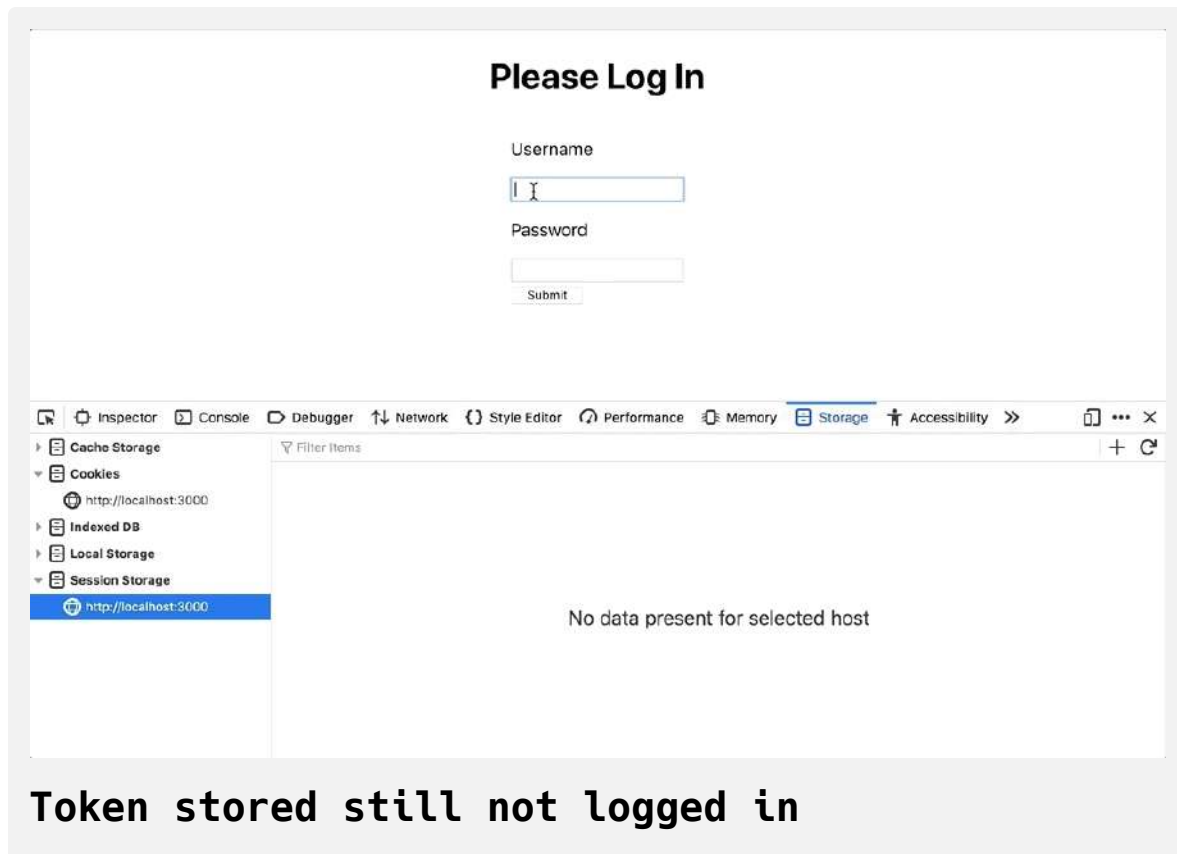 Please Log In
Username
Password
Submit
Inspector Console Debugger Network Style Editor Performance Memory Storage Accessibility
Cache Storage
Filter Items
Cookies
http://localhost:3000
Indexed DB
Local Storage
Session Storage
http://localhost:3000
No data present for selected host
Token stored still not logged in